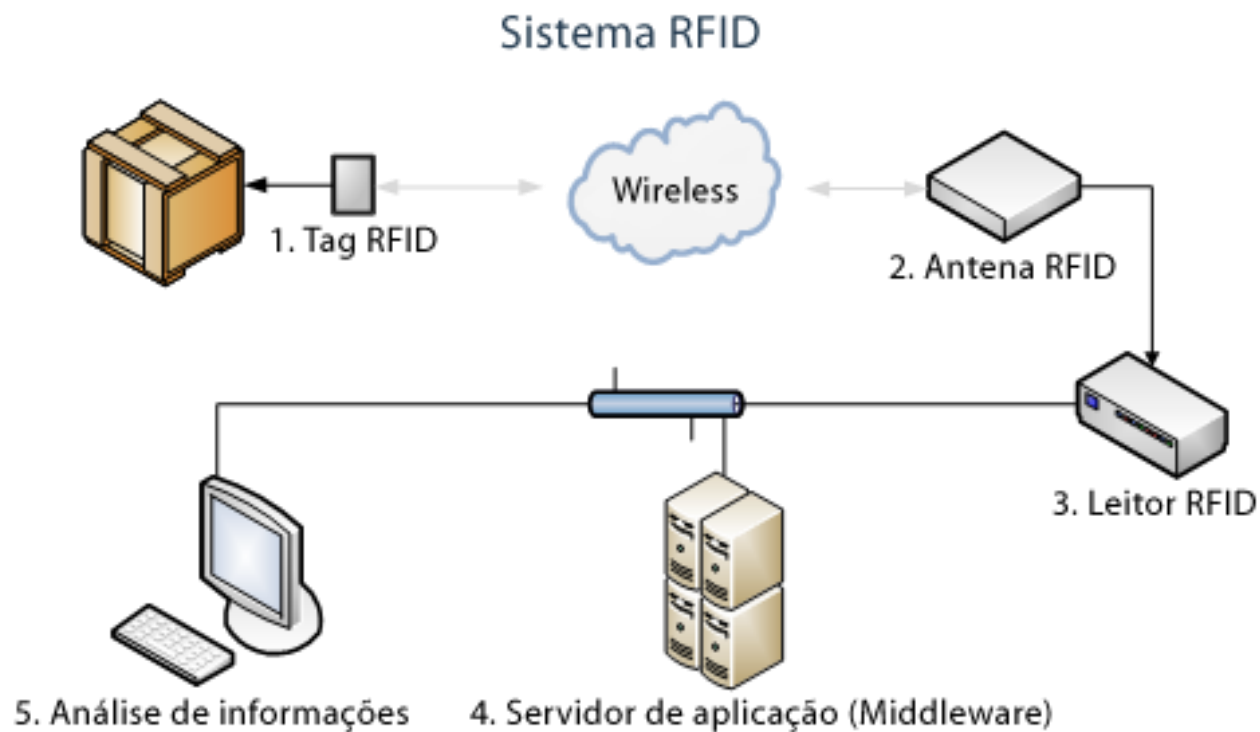 Sistema RFID
Wireless
1. Tag RFID
2. Antena RFID
3. Leitor RFID
5. Análise de informações
4. Servidor de aplicação (Middleware)